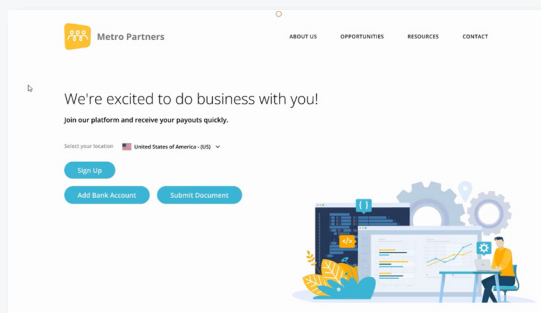 Metro Partners
ABOUT US OPPORTUNITIES RESOURCES CONTACT
We're excited to do business with you!
Join our platform and receive your payouts quickly.
Select your location United States of America - (US)
Sign Up
Add Bank Account Submit Document
{ }
</>